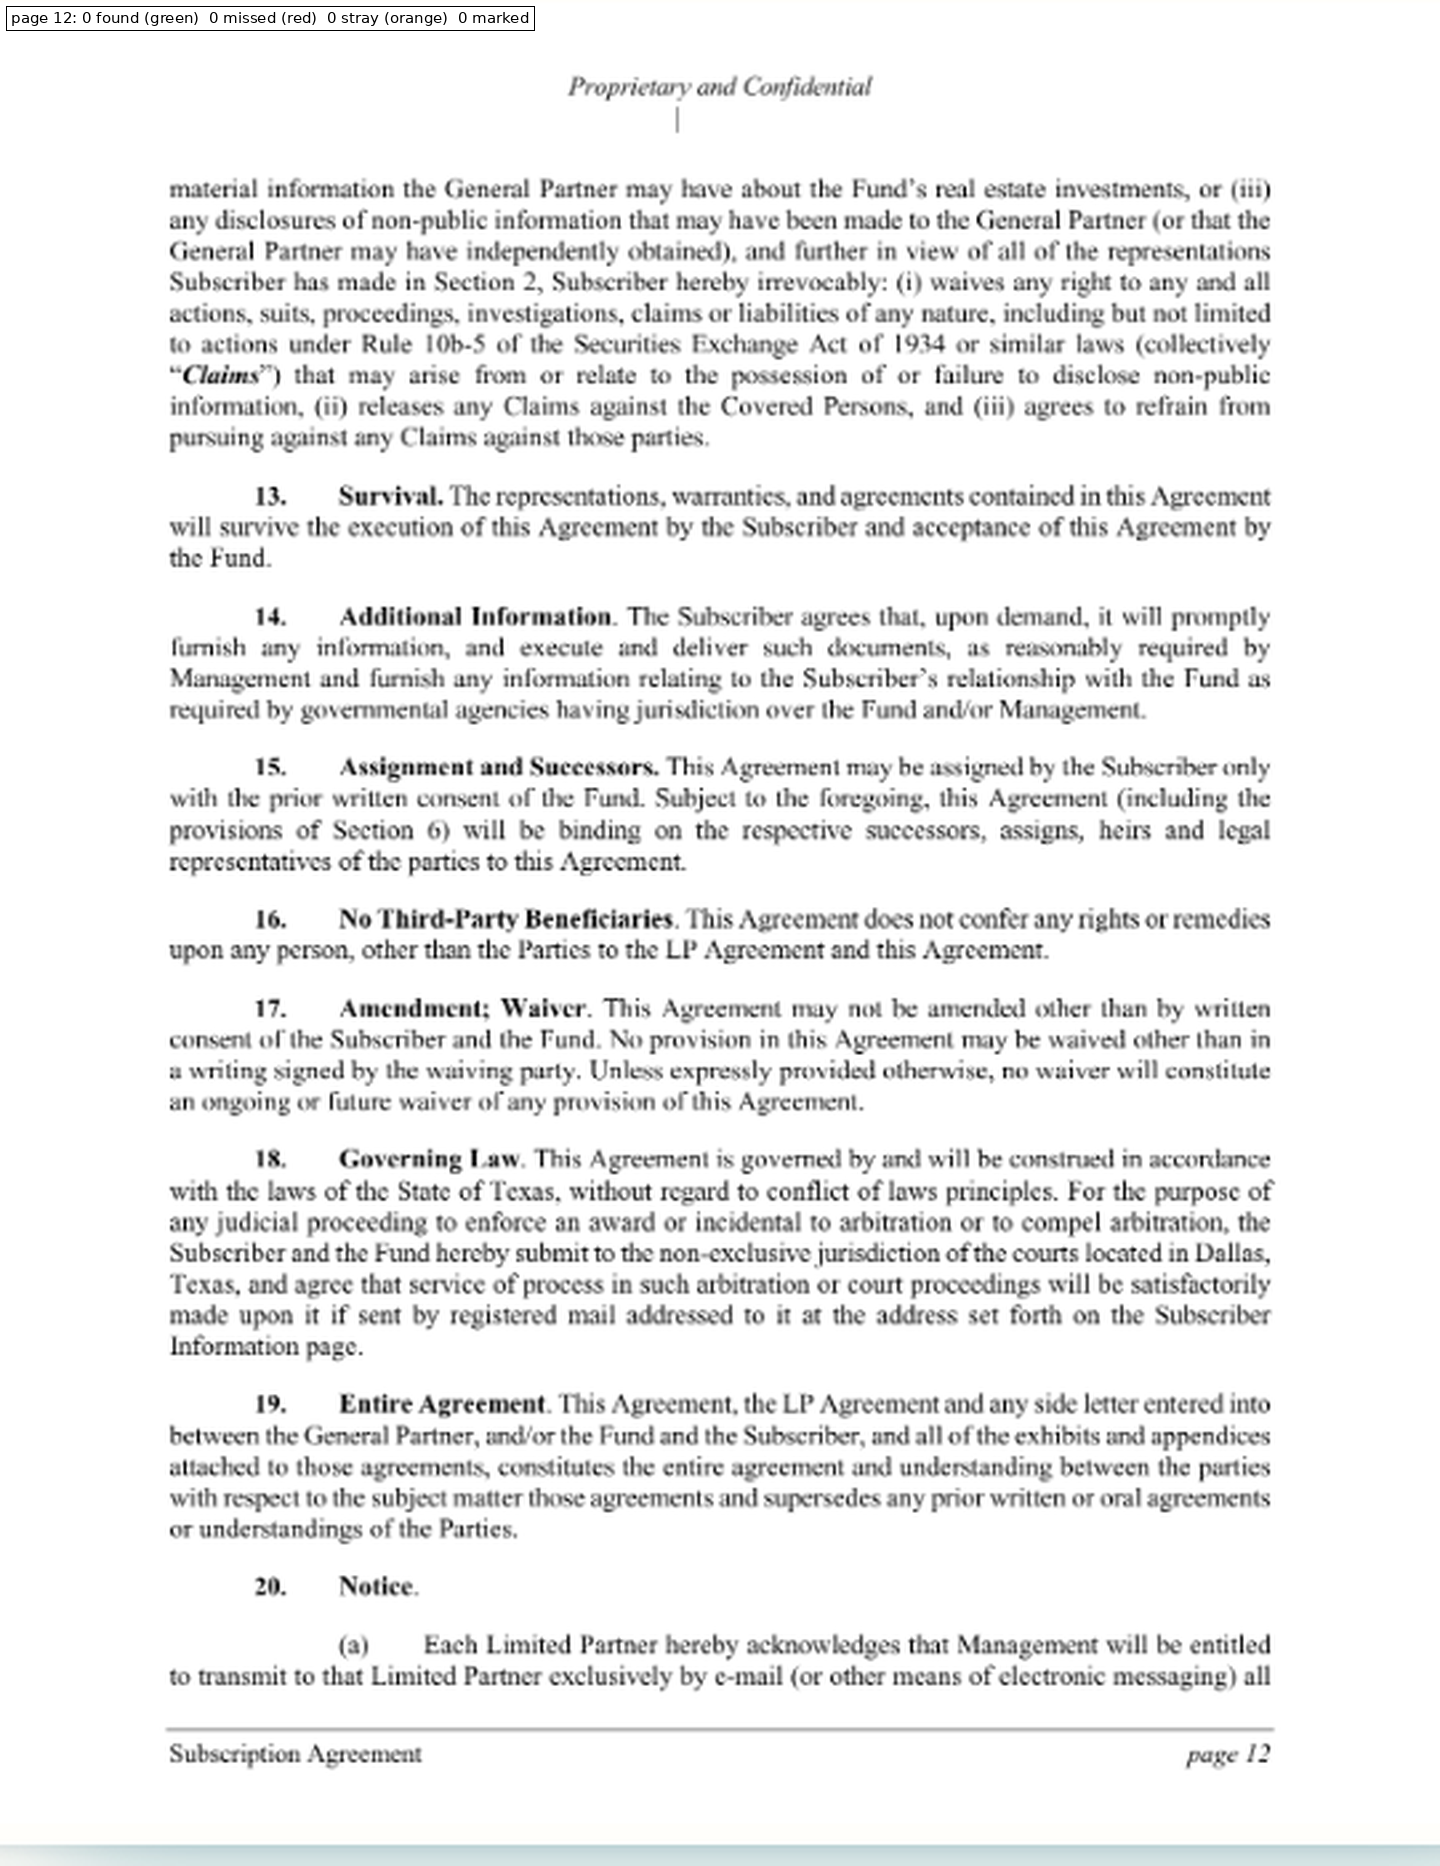 page 12: 0 found (green)  0 missed (red)  0 stray (orange)  0 marked
Proprietary and Confidential
material information the General Partner may have about the Fund’s real estate investments, or (iii)
any disclosures of non-public information that may have been made to the General Partner (or that the
General Partner may have independently obtained), and further in view of all of the representations
Subscriber has made in Section 2, Subscriber hereby irrevocably: (i) waives any right to any and all
actions, suits, proceedings, investigations, claims or liabilities of any nature, including but not limited
to actions under Rule 10b-5 of the Securities Exchange Act of 1934 or similar laws (collectively
“Claims”) that may arise from or relate to the possession of or failure to disclose non-public
information, (ii) releases any Claims against the Covered Persons, and (iii) agrees to refrain from
pursuing against any Claims against those parties.
13. Survival. The representations, warranties, and agreements contained in this Agreement
will survive the execution of this Agreement by the Subscriber and acceptance of this Agreement by
the Fund.
14. Additional Information. The Subscriber agrees that, upon demand, it will promptly
furnish any information, and execute and deliver such documents, as reasonably required by
Management and furnish any information relating to the Subscriber’s relationship with the Fund as
required by governmental agencies having jurisdiction over the Fund and/or Management.
15. Assignment and Successors. This Agreement may be assigned by the Subscriber only
with the prior written consent of the Fund. Subject to the foregoing, this Agreement (including the
provisions of Section 6) will be binding on the respective successors, assigns, heirs and legal
representatives of the parties to this Agreement.
16. No Third-Party Beneficiaries. This Agreement does not confer any rights or remedies
upon any person, other than the Parties to the LP Agreement and this Agreement.
17. Amendment; Waiver. This Agreement may not be amended other than by written
consent of the Subscriber and the Fund. No provision in this Agreement may be waived other than in
a writing signed by the waiving party. Unless expressly provided otherwise, no waiver will constitute
an ongoing or future waiver of any provision of this Agreement.
18. Governing Law. This Agreement is governed by and will be construed in accordance
with the laws of the State of Texas, without regard to conflict of laws principles. For the purpose of
any judicial proceeding to enforce an award or incidental to arbitration or to compel arbitration, the
Subscriber and the Fund hereby submit to the non-exclusive jurisdiction of the courts located in Dallas,
Texas, and agree that service of process in such arbitration or court proceedings will be satisfactorily
made upon it if sent by registered mail addressed to it at the address set forth on the Subscriber
Information page.
19. Entire Agreement. This Agreement, the LP Agreement and any side letter entered into
between the General Partner, and/or the Fund and the Subscriber, and all of the exhibits and appendices
attached to those agreements, constitutes the entire agreement and understanding between the parties
with respect to the subject matter those agreements and supersedes any prior written or oral agreements
or understandings of the Parties.
20. Notice.
(a) Each Limited Partner hereby acknowledges that Management will be entitled
to transmit to that Limited Partner exclusively by e-mail (or other means of electronic messaging) all
Subscription Agreement page 12